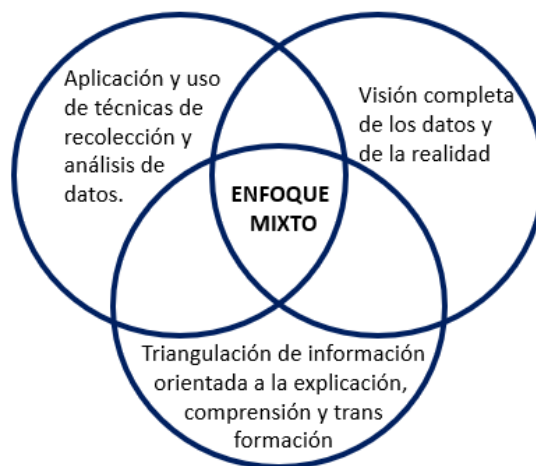 Aplicación y uso
de técnicas de
recolección y
análisis de
datos.
Visión completa
de los datos y
de la realidad
ENFOQUE
MIXTO
Triangulación de información
orientada a la explicación,
comprensión y trans
formación